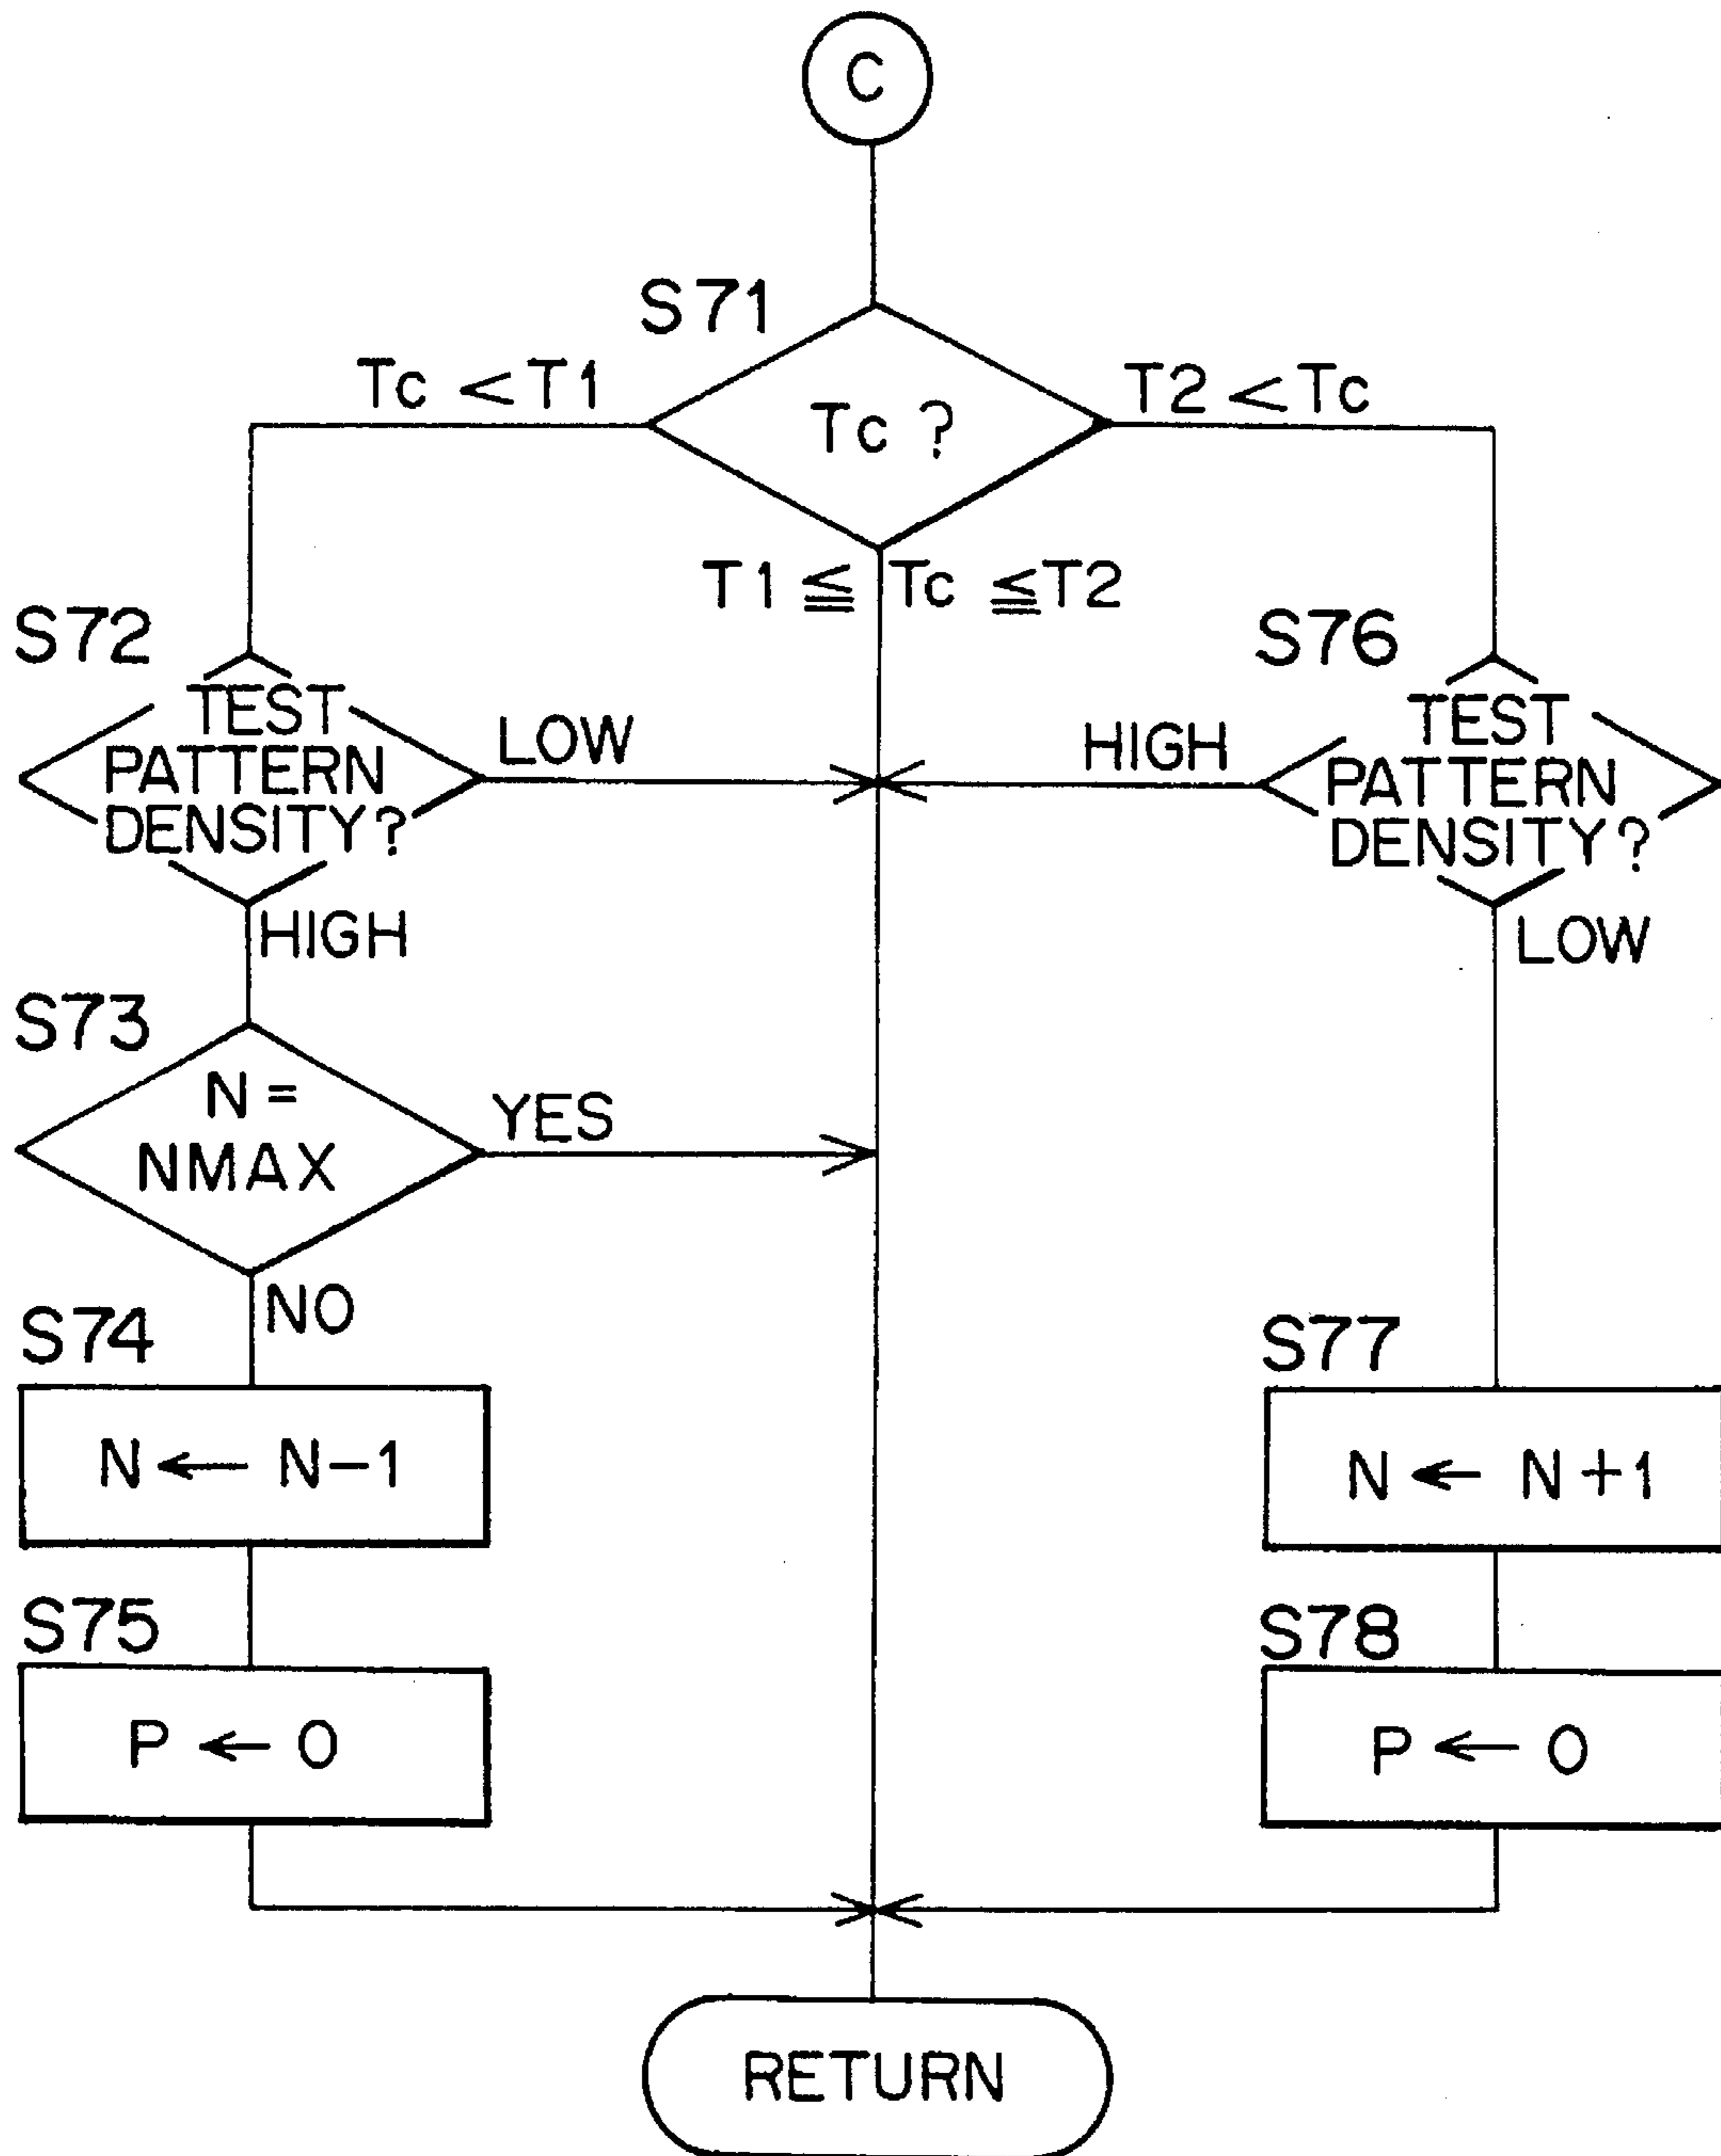 C
S71
Tc < T1
Tc ?
T2 < Tc
T1 ≦ Tc ≦ T2
S72
TEST
PATTERN
DENSITY?
LOW
HIGH
S76
TEST
PATTERN
DENSITY?
HIGH
LOW
S73
N =
NMAX
YES
NO
S74
N ← N-1
S77
N ← N+1
S75
P ← 0
S78
P ← 0
RETURN